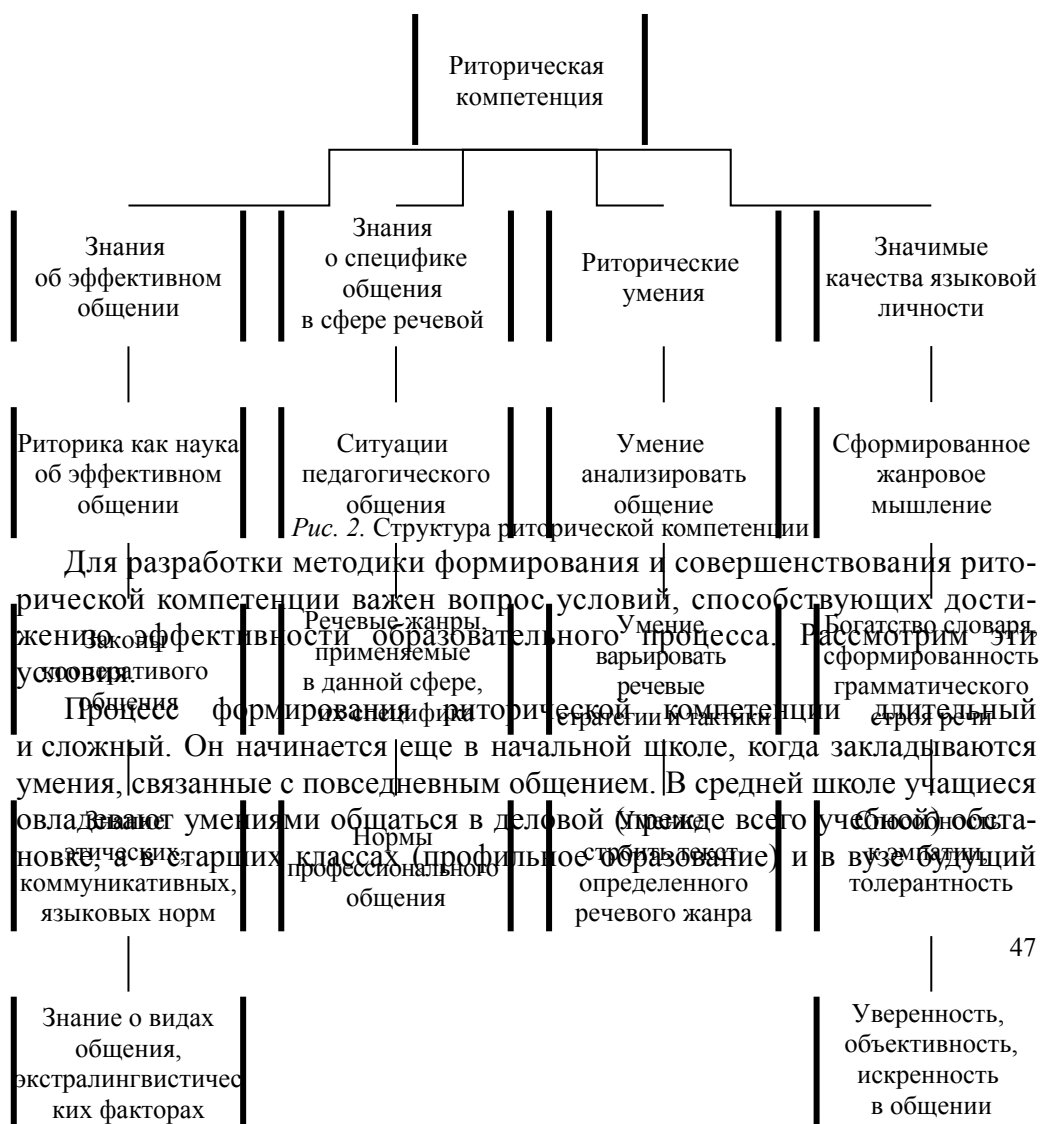 Риторическая
компетенция
Знания
об эффективном
общении
Знания
о специфике
общения
в сфере речевой
Риторические
умения
Значимые
качества языковой
личности
Риторика как наука
об эффективном
общении
Ситуации
педагогического
общения
Умение
анализировать
общение
Сформированное
жанровое
мышление
Рис. 2. Структура риторической компетенции
Для разработки методики формирования и совершенствования рито-
рической компетенции важен вопрос условий, способствующих дости-
жению эффективности образовательного процесса. Рассмотрим эти
условия.
Законы
кооперативого
общения
Речевые жанры,
применяемые
в данной сфере,
их специфика
Умение
варьировать
речевые
стратегии и тактики
Богатство словаря,
сформированность
грамматического
строя речи
Процесс формирования риторической компетенции длительный
и сложный. Он начинается еще в начальной школе, когда закладываются
умения, связанные с повседневным общением. В средней школе учащиеся
овладевают умениями общаться в деловой (прежде всего учебной) обста-
новке, а в старших классах (профильное образование) и в вузе будущий
Знание
этических,
коммуникативных,
языковых норм
Нормы
профессионального
общения
Умение
строить текст
определенного
речевого жанра
Способность
к эмпатии,
толерантность
47
Знание о видах
общения,
экстралингвистичес
ких факторах
Уверенность,
объективность,
искренность
в общении